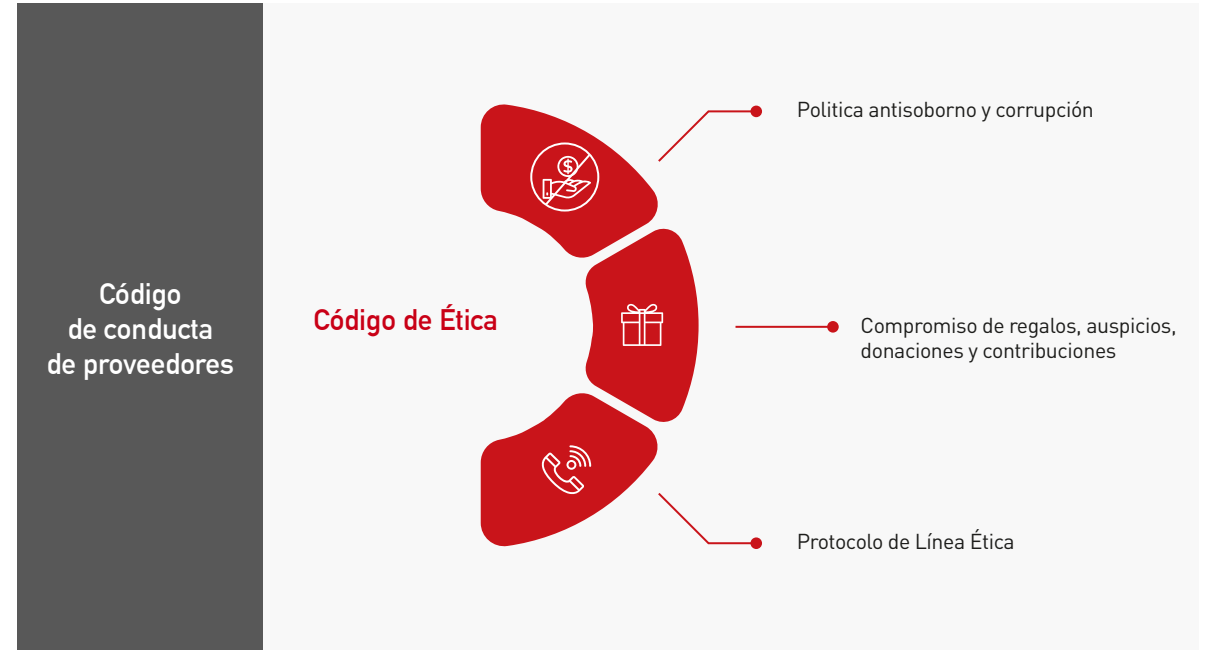 Código
de conducta
de proveedores
Código de Ética
Politica antisoborno y corrupción
Compromiso de regalos, auspicios,
donaciones y contribuciones
Protocolo de Línea Ética